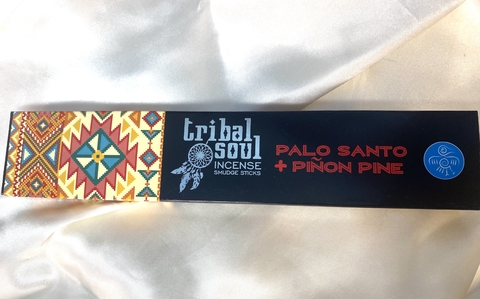 tribal
soul
INCENSE
SMUDGE STICKS
PALO SANTO
+ PIÑON PINE